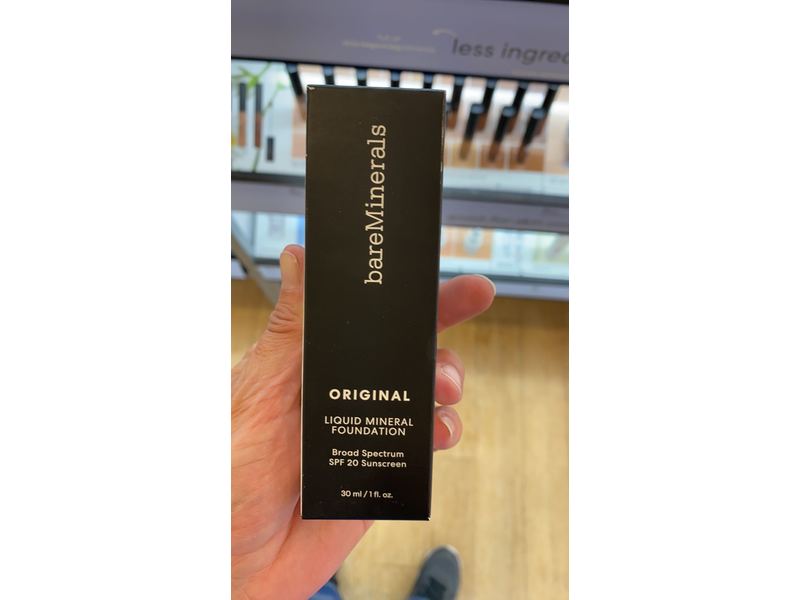 less ingred
bareMinerals
ORIGINAL
LIQUID MINERAL
FOUNDATION
Broad Spectrum
SPF 20 Sunscreen
30 ml / 1 fl. oz.